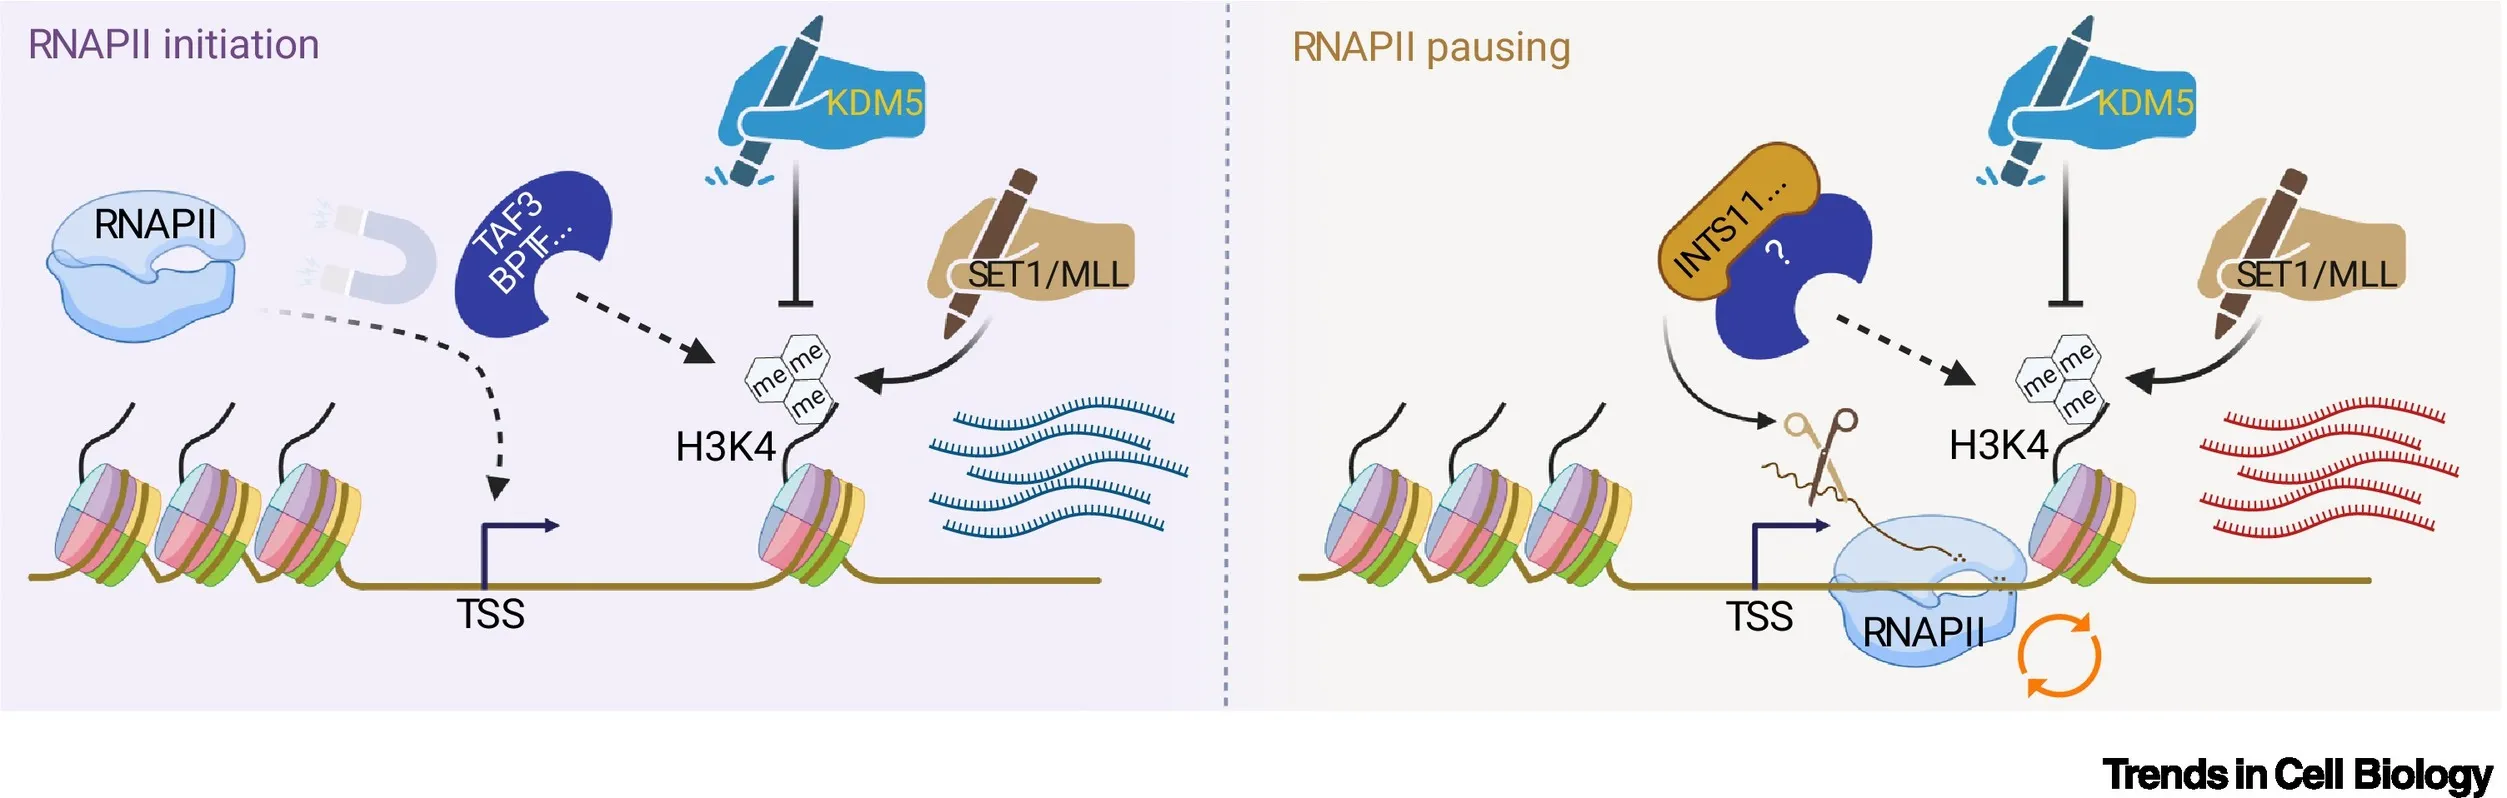 RNAPII initiation
KDM5
RNAPII
TAF3
BPTF...
SET1/MLL
me
me
me
H3K4
TSS
RNAPII pausing
KDM5
INTS11...
?
SET1/MLL
me
me
me
H3K4
TSS
RNAPII
Trends in Cell Biology